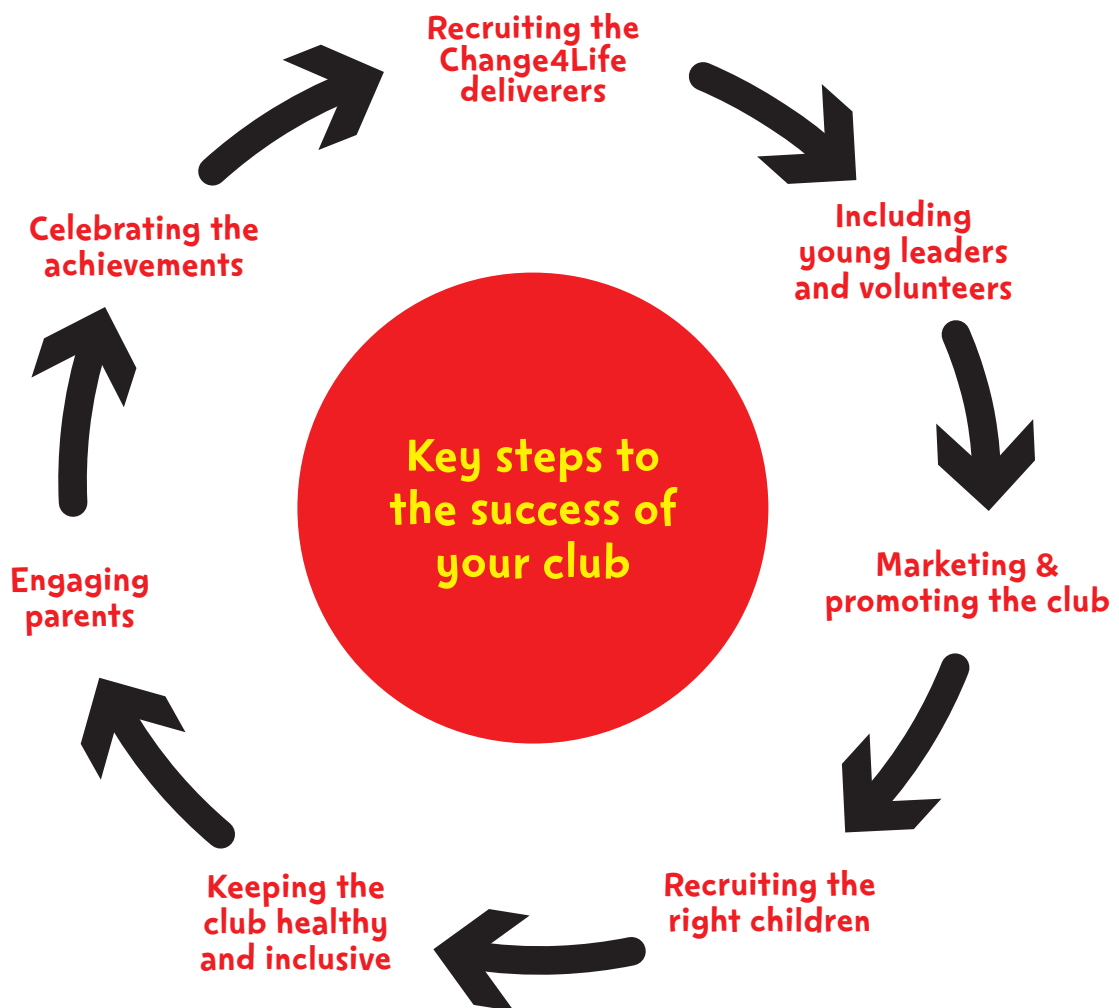 Recruiting the
Change4Life
deliverers
Including
young leaders
and volunteers
Marketing &
promoting the club
Recruiting the
right children
Keeping the
club healthy
and inclusive
Engaging
parents
Celebrating the
achievements
Key steps to
the success of
your club